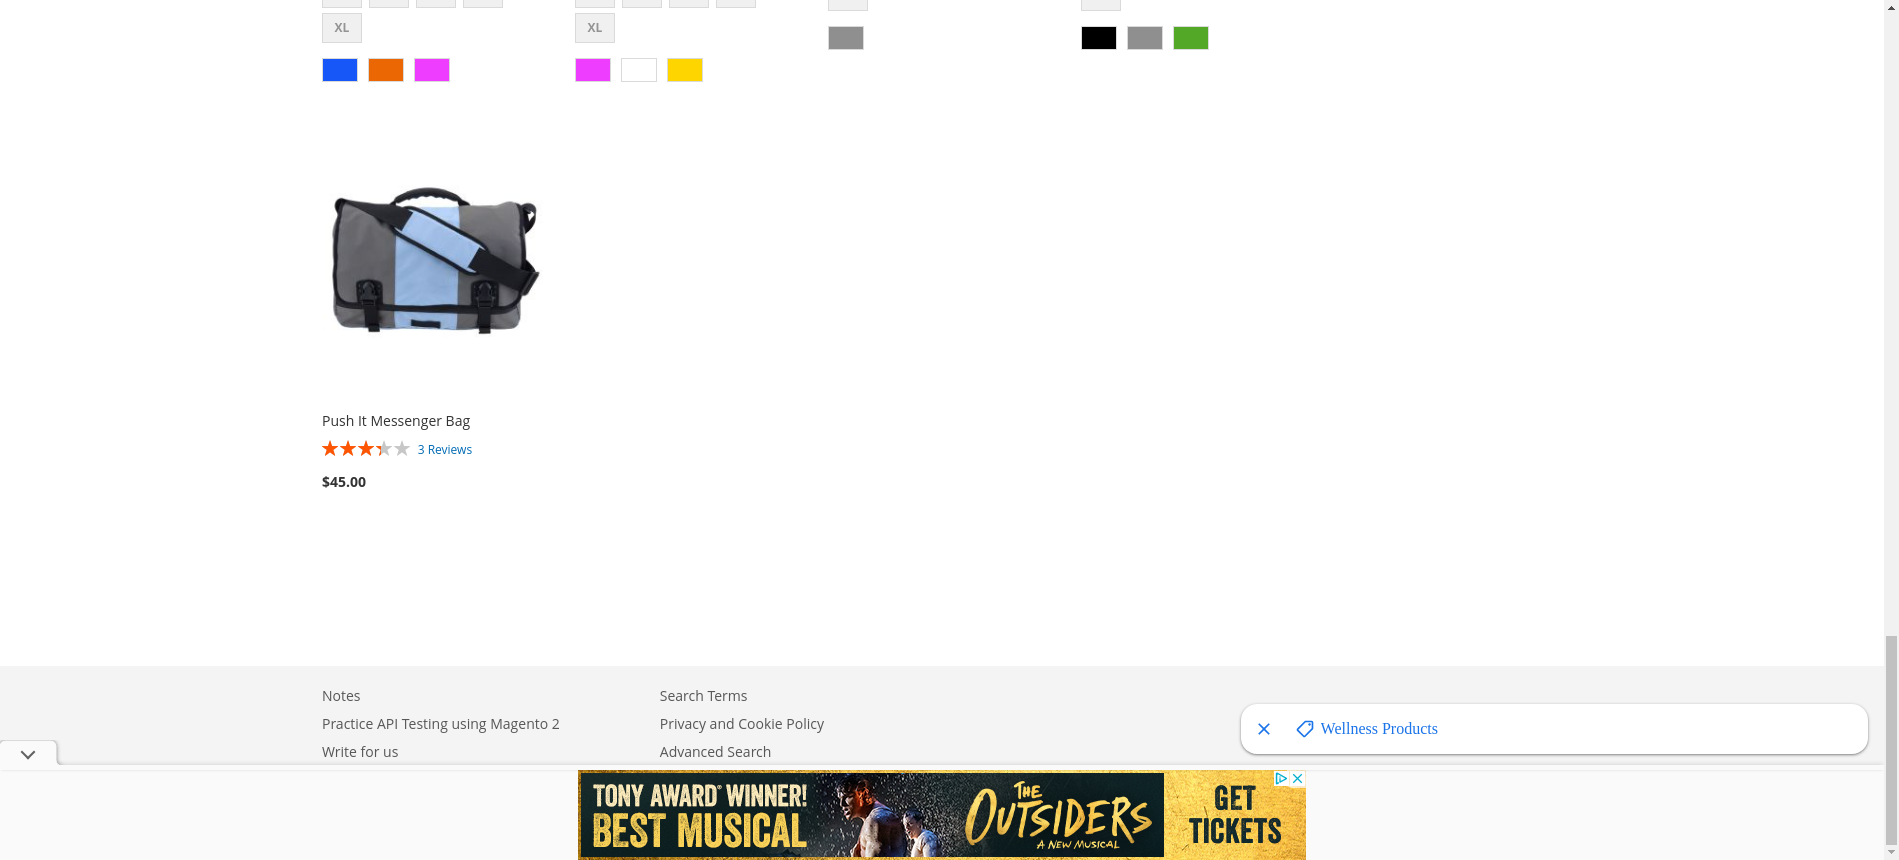 XL
XL
Push It Messenger Bag
3 Reviews
$45.00
Notes
Search Terms
Practice API Testing using Magento 2
Privacy and Cookie Policy
Write for us
Advanced Search
Wellness Products
TONY AWARD® WINNER!
BEST MUSICAL
THE
OUTSIDERS
A NEW MUSICAL
GET
TICKETS